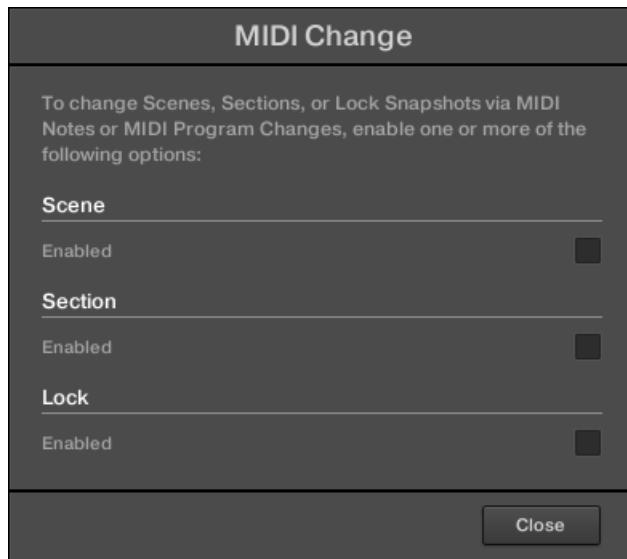 MIDI Change
To change Scenes, Sections, or Lock Snapshots via MIDI
Notes or MIDI Program Changes, enable one or more of the
following options:
Scene
Enabled
Section
Enabled
Lock
Enabled
Close